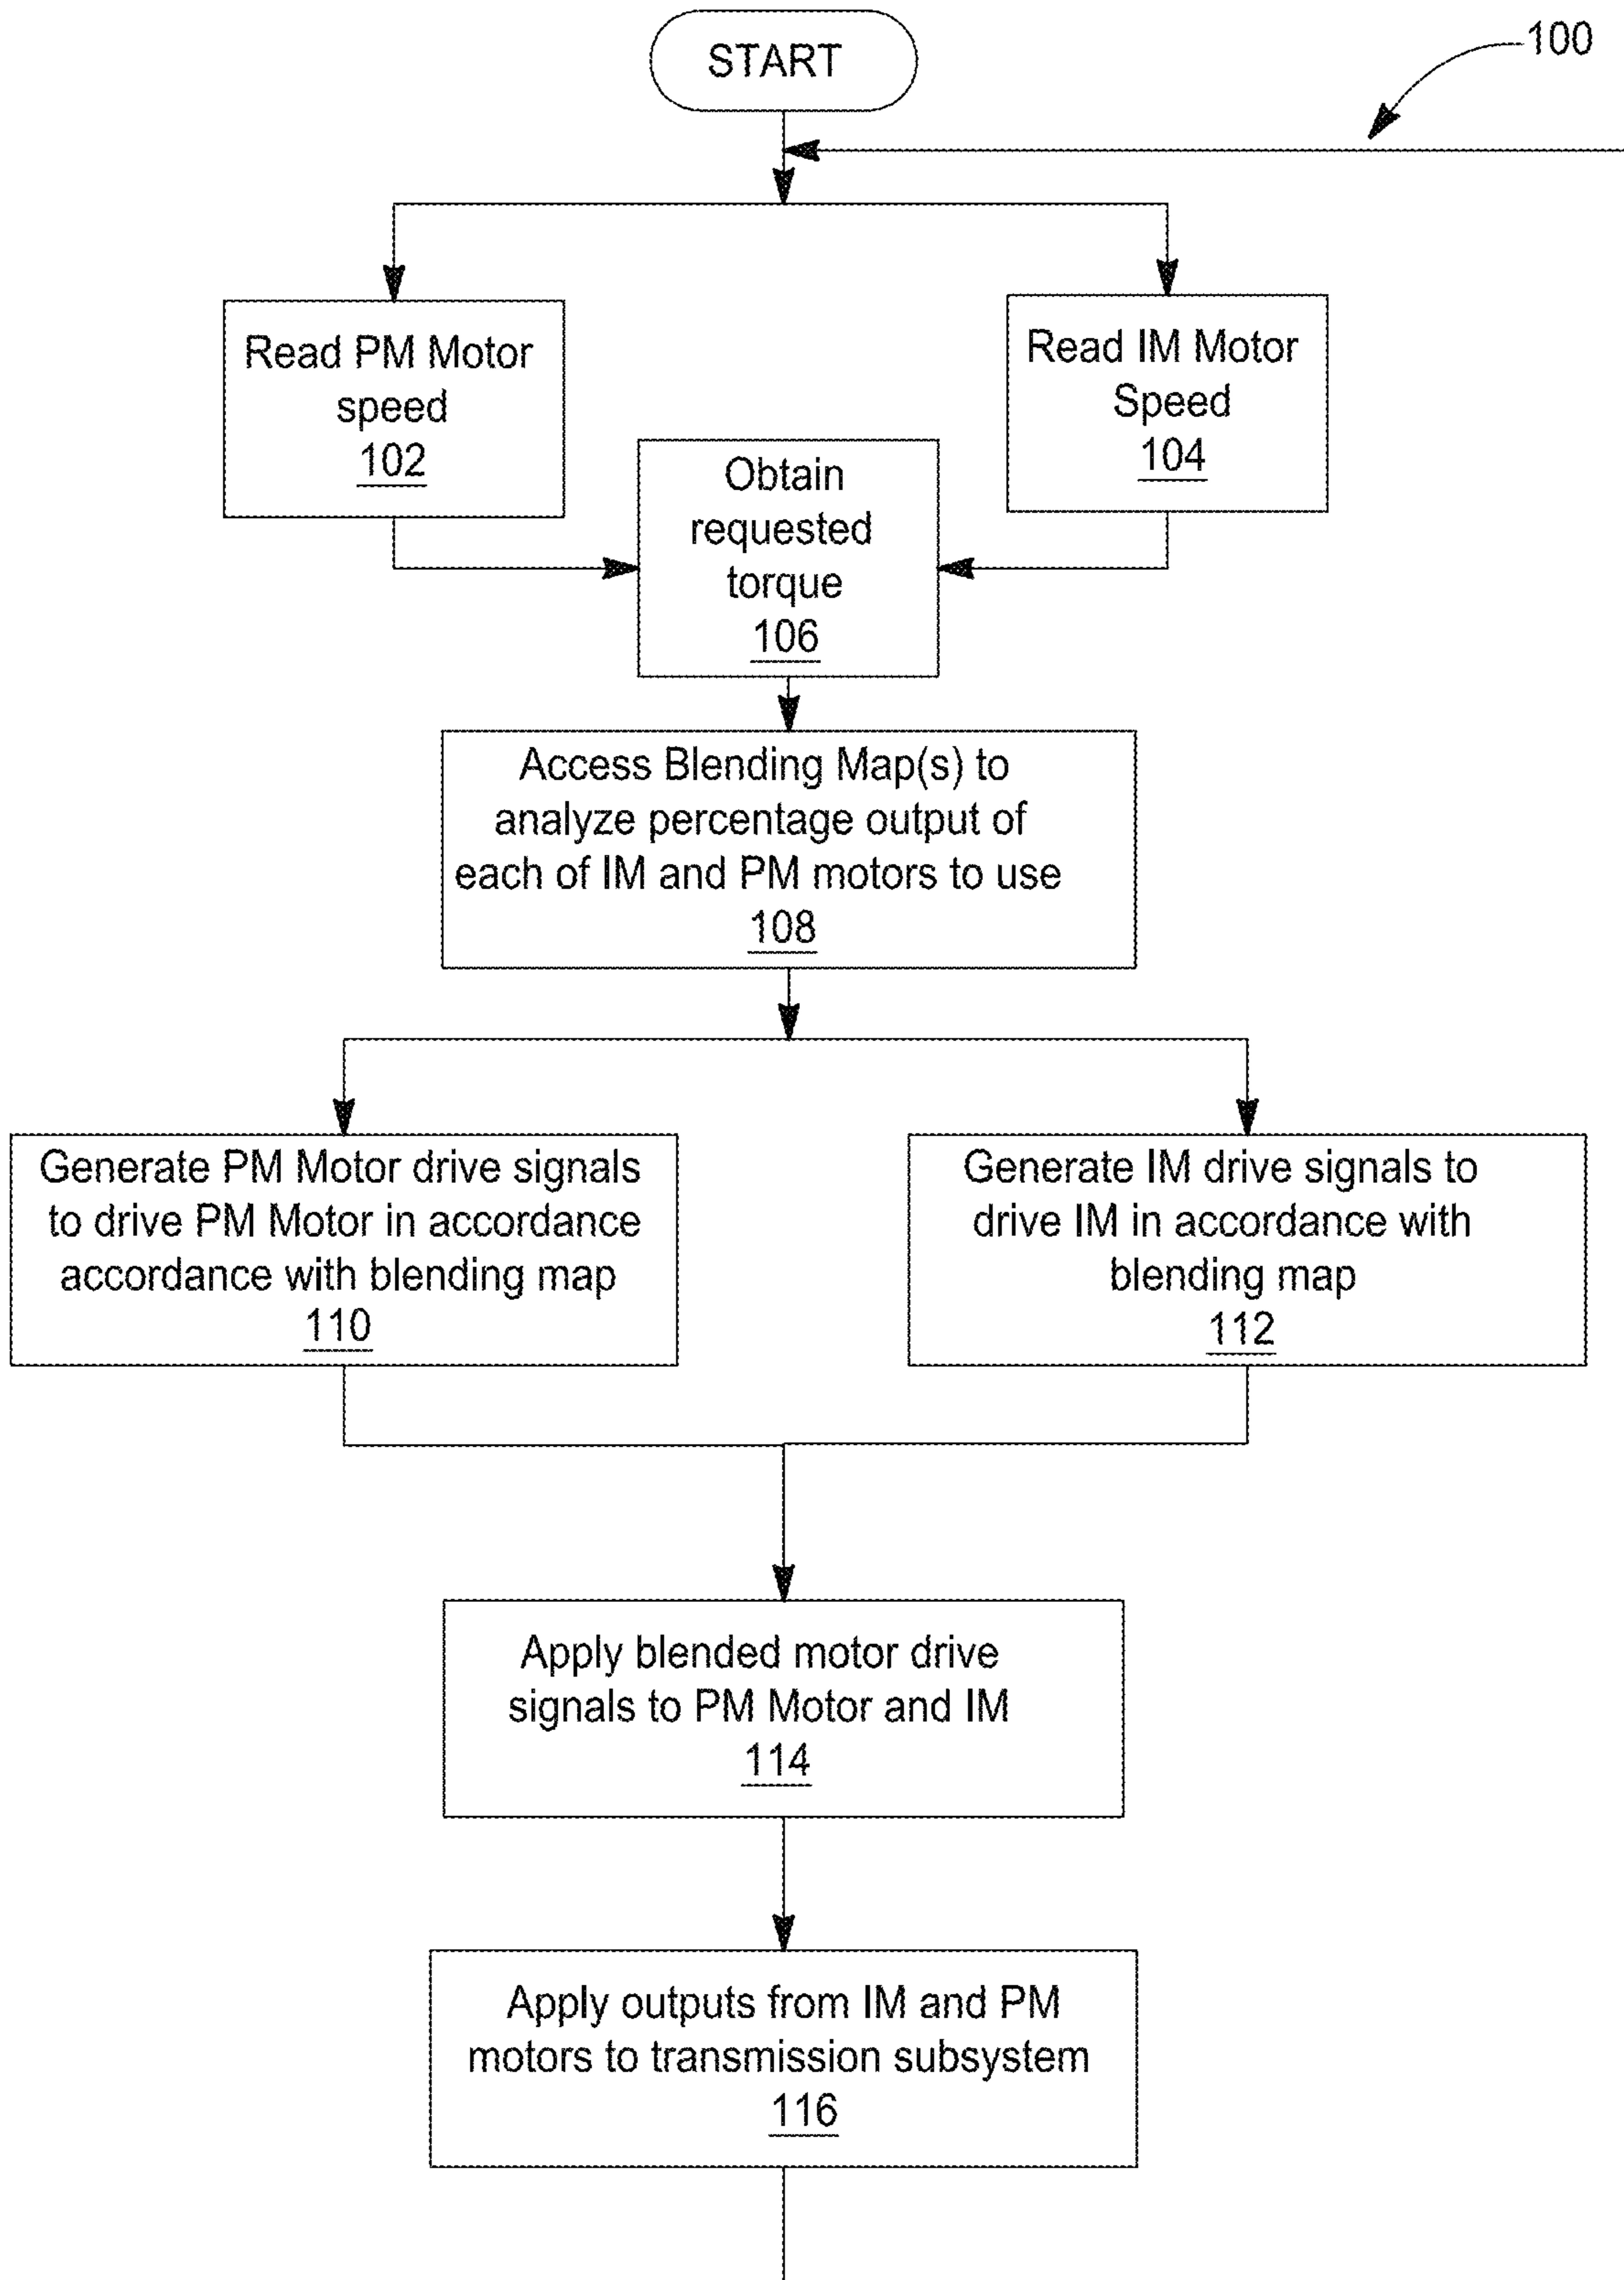 START
100
Read PM Motor
speed
102
Read IM Motor
Speed
104
Obtain
requested
torque
106
Access Blending Map(s) to
analyze percentage output of
each of IM and PM motors to use
108
Generate PM Motor drive signals
to drive PM Motor in accordance
accordance with blending map
110
Generate IM drive signals to
drive IM in accordance with
blending map
112
Apply blended motor drive
signals to PM Motor and IM
114
Apply outputs from IM and PM
motors to transmission subsystem
116